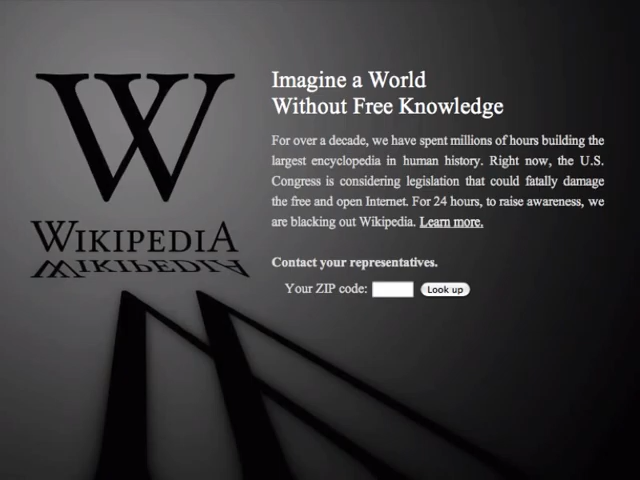 W
WIKIPEDIA
WIKIPEDIA
Imagine a World
Without Free Knowledge
For over a decade, we have spent millions of hours building the
largest encyclopedia in human history. Right now, the U.S.
Congress is considering legislation that could fatally damage
the free and open Internet. For 24 hours, to raise awareness, we
are blacking out Wikipedia. Learn more.
Contact your representatives.
Your ZIP code: Look up